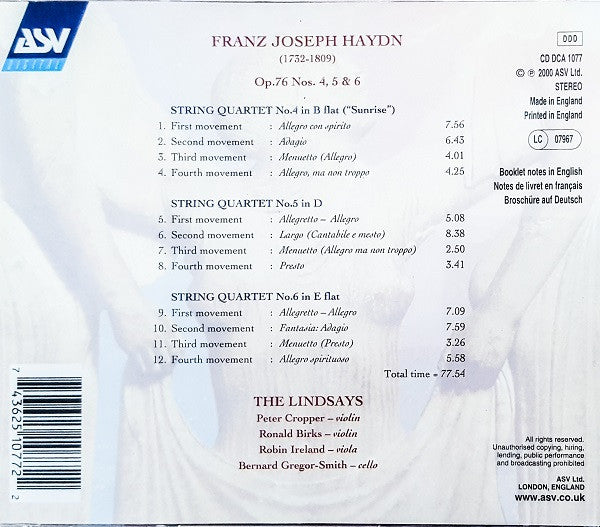 ASV
DIGITAL
FRANZ JOSEPH HAYDN
(1732-1809)
Op.76 Nos. 4, 5 & 6
STRING QUARTET No.4 in B flat ("Sunrise")
1. First movement : Allegro con spirito 7.56
2. Second movement : Adagio 6.43
3. Third movement : Menuetto (Allegro) 4.01
4. Fourth movement : Allegro, ma non troppo 4.25
STRING QUARTET No.5 in D
5. First movement : Allegretto – Allegro 5.08
6. Second movement : Largo (Cantabile e mesto) 8.38
7. Third movement : Menuetto (Allegro ma non troppo) 2.50
8. Fourth movement : Presto 3.41
STRING QUARTET No.6 in E flat
9. First movement : Allegretto – Allegro 7.09
10. Second movement : Fantasia: Adagio 7.59
11. Third movement : Menuetto (Presto) 3.26
12. Fourth movement : Allegro spirituoso 5.58
Total time = 77.54
THE LINDSAYS
Peter Cropper – violin
Ronald Birks – violin
Robin Ireland – viola
Bernard Gregor-Smith – cello
DDD
CD DCA 1077
© ℗ 2000 ASV Ltd.
STEREO
Made in England
Printed in England
LC 07967
Booklet notes in English
Notes de livret en français
Broschüre auf Deutsch
All rights reserved.
Unauthorised copying, hiring,
lending, public performance
and broadcasting prohibited
ASV Ltd.
LONDON, ENGLAND
www.asv.co.uk
7 43625 10772 2